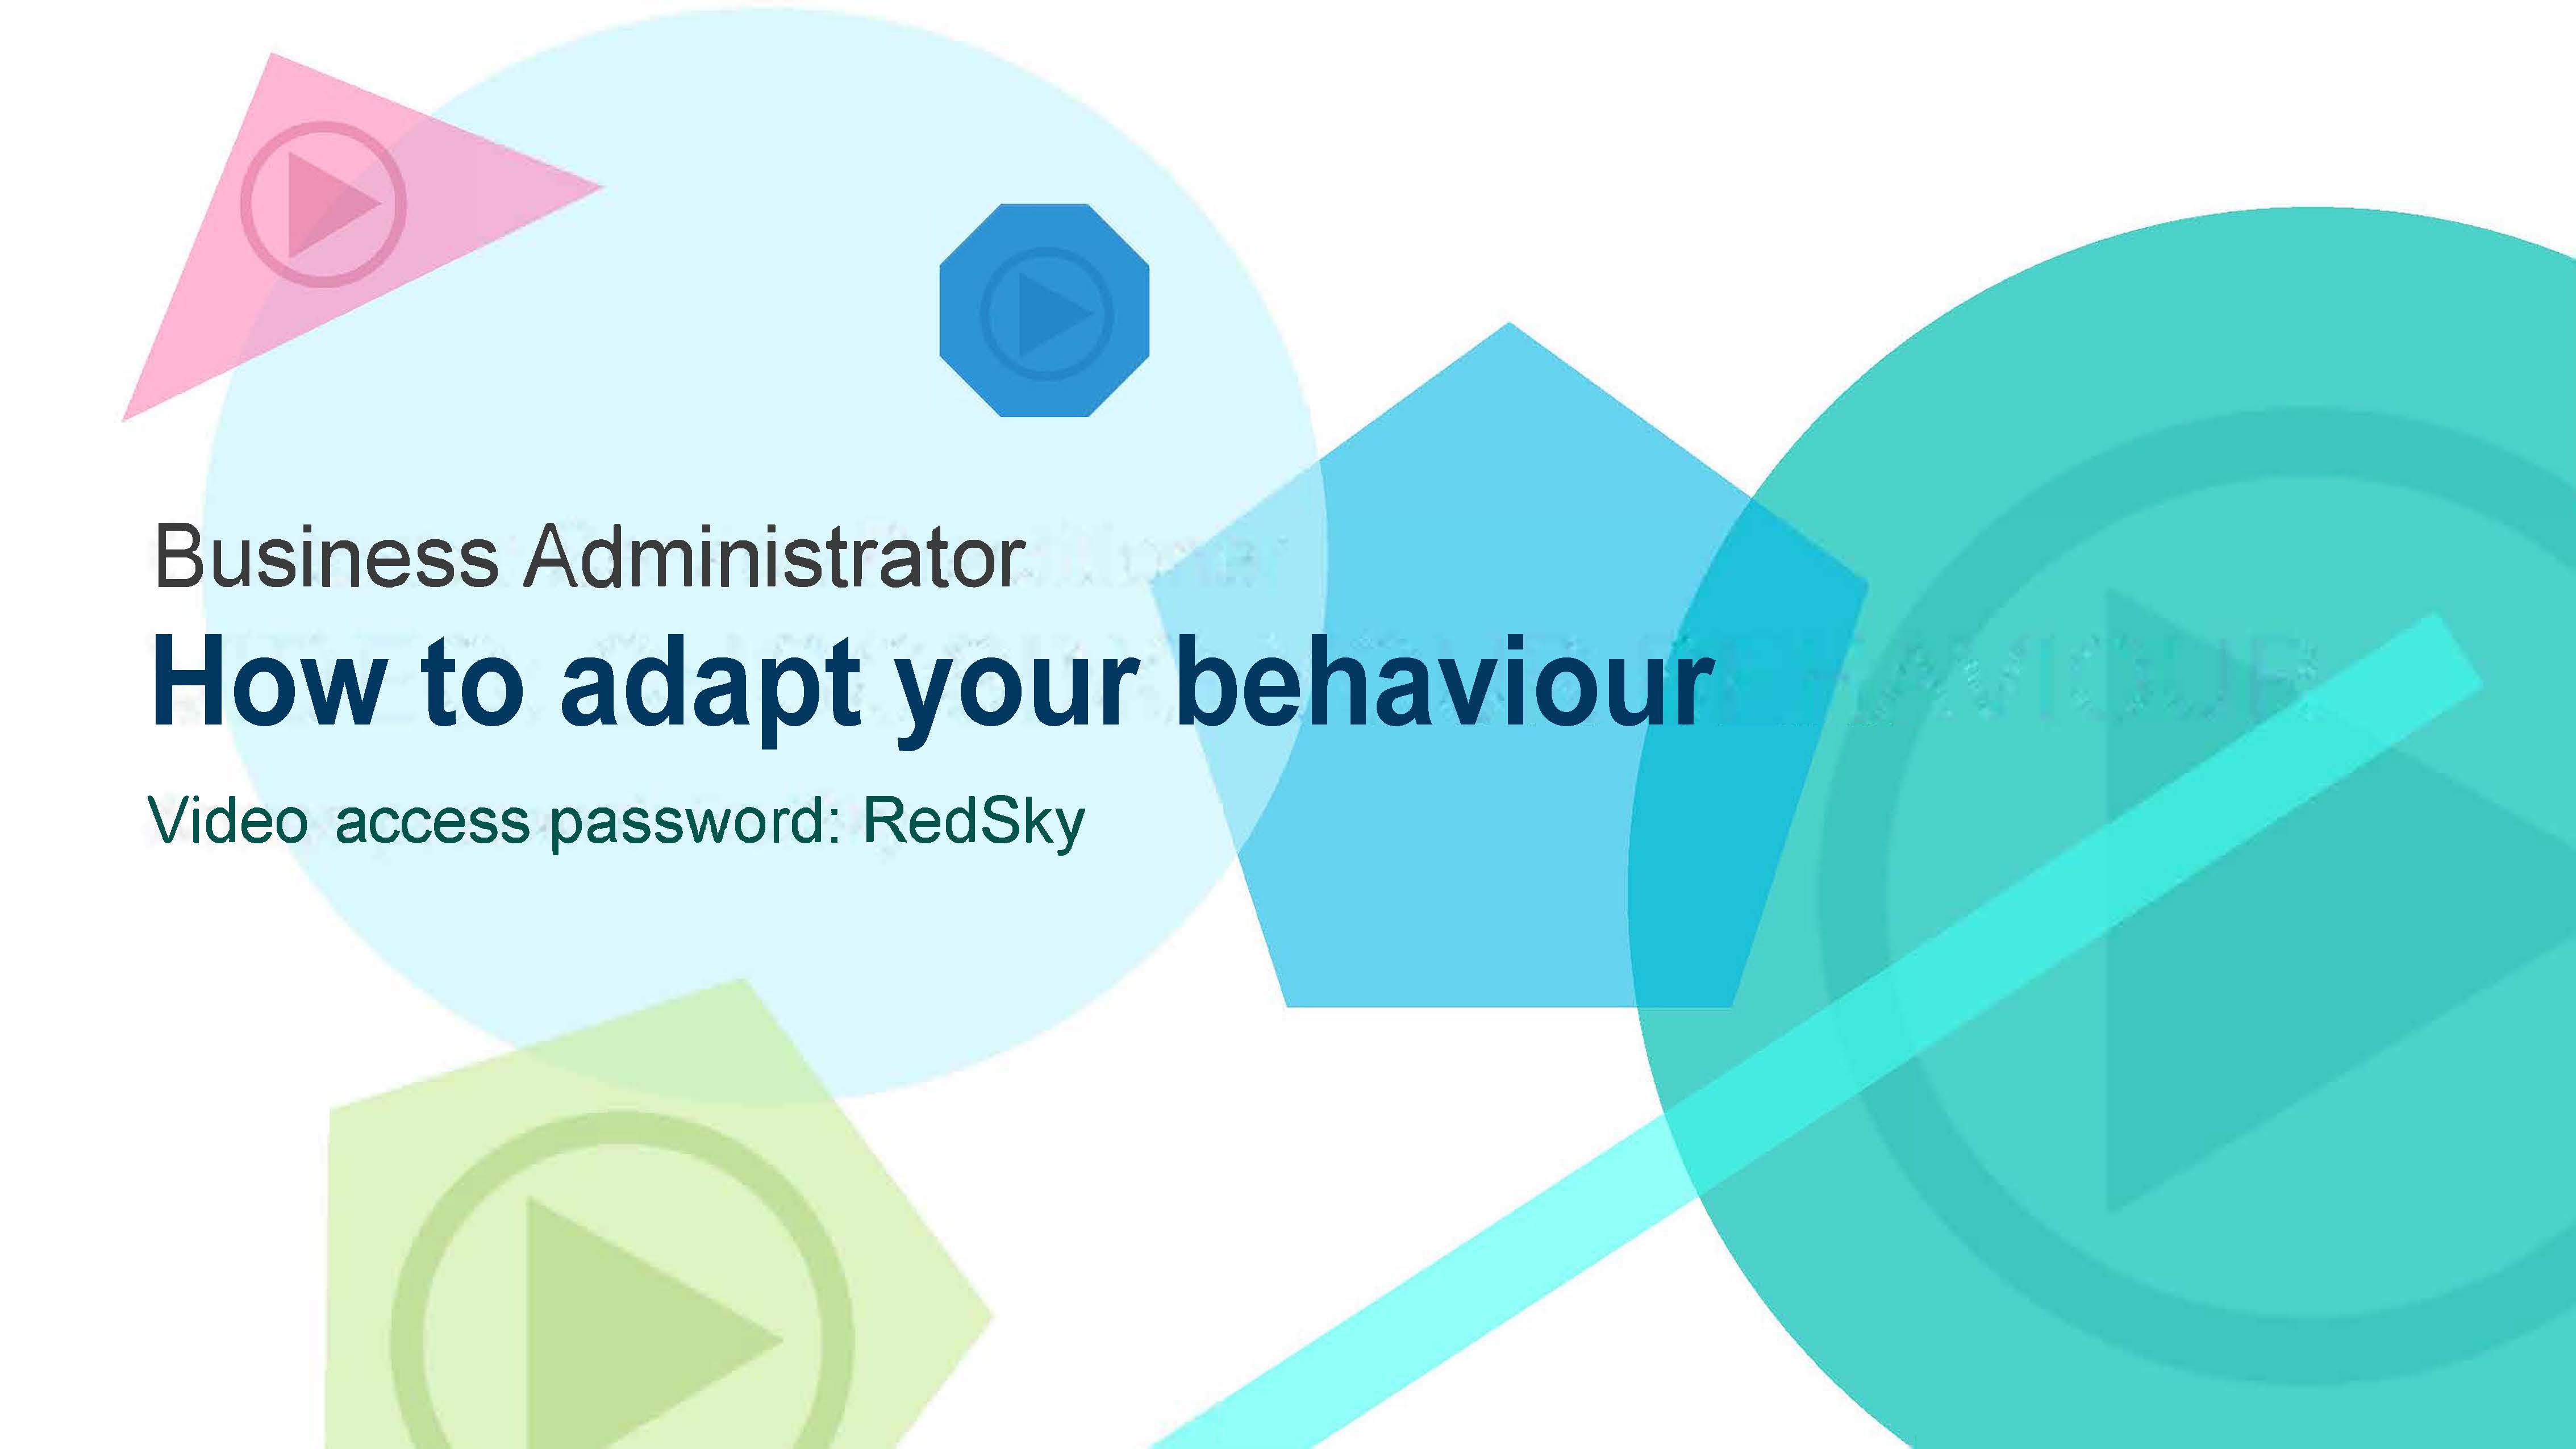 Business Administrator
How to adapt your behaviour
Video access password: RedSky